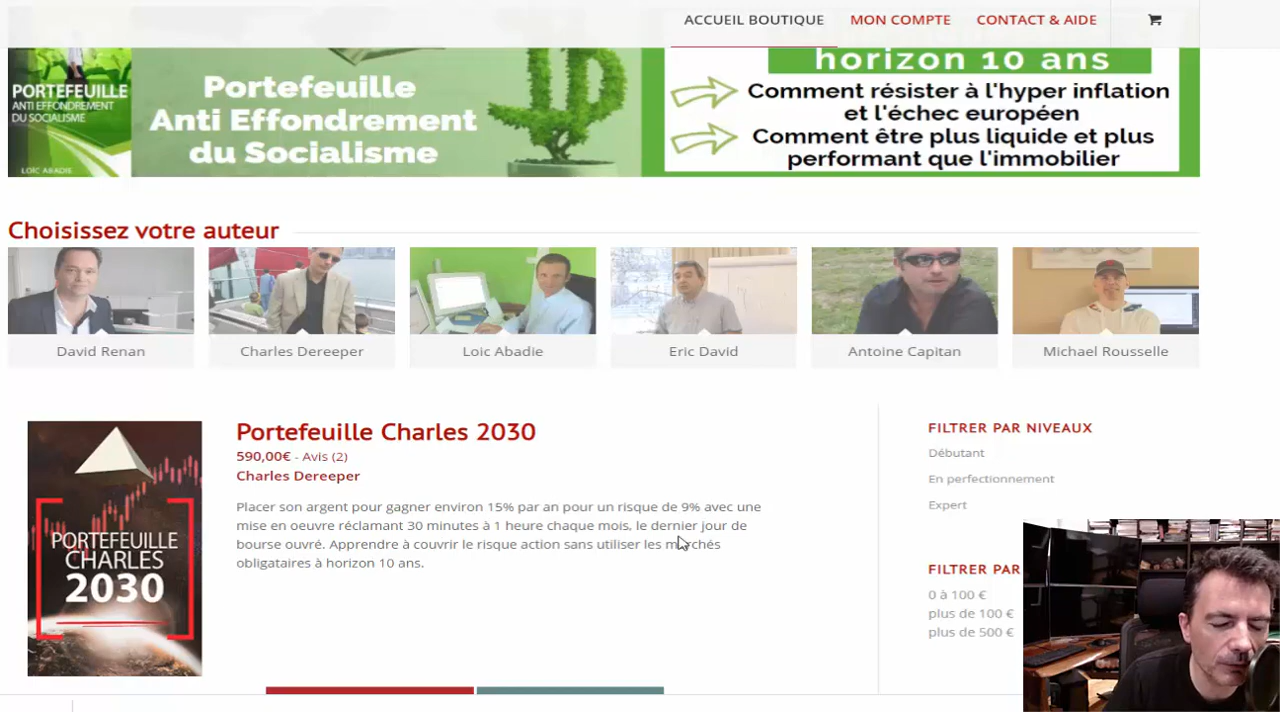 ACCUEIL BOUTIQUE MON COMPTE CONTACT & AIDE
PORTEFEUILLE
ANTI EFFONDREMENT
DU SOCIALISME
LOIC ABADIE
Portefeuille
Anti Effondrement
du Socialisme
horizon 10 ans
Comment résister à l'hyper inflation
et l'échec européen
Comment être plus liquide et plus
performant que l'immobilier
Choisissez votre auteur
David Renan
Charles Dereeper
Loic Abadie
Eric David
Antoine Capitan
Michael Rousselle
PORTEFEUILLE
CHARLES
2030
Portefeuille Charles 2030
590,00€ - Avis (2)
Charles Dereeper
Placer son argent pour gagner environ 15% par an pour un risque de 9% avec une
mise en oeuvre réclamant 30 minutes à 1 heure chaque mois, le dernier jour de
bourse ouvré. Apprendre à couvrir le risque action sans utiliser les marchés
obligataires à horizon 10 ans.
FILTRER PAR NIVEAUX
Débutant
En perfectionnement
Expert
FILTRER PAR
0 à 100 €
plus de 100 €
plus de 500 €